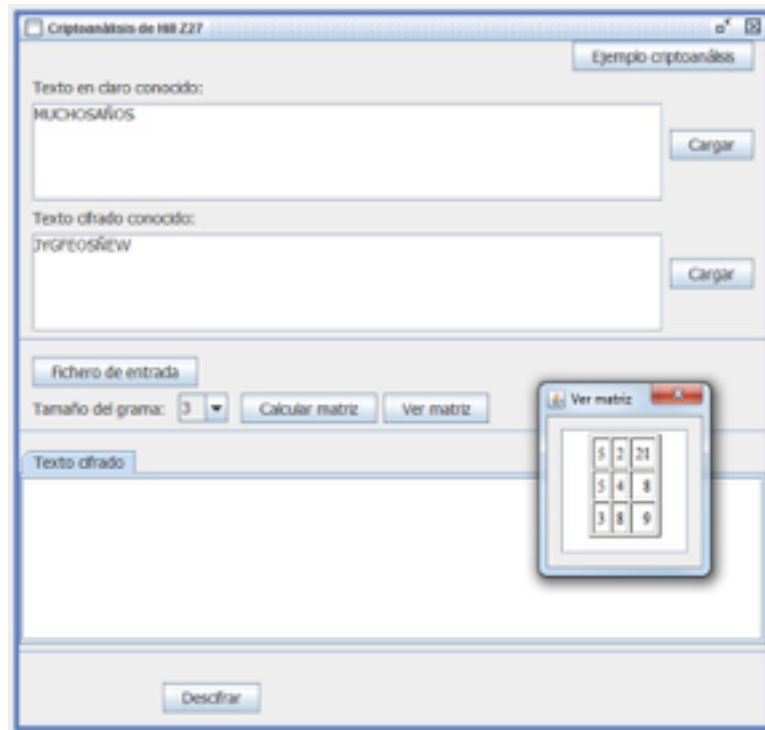 Criptoanálisis de Hill Z27
Ejemplo criptoanálisis
Texto en claro conocido:
MUCHOSAÑOS
Cargar
Texto cifrado conocido:
JYGFEOSÑEW
Cargar
Fichero de entrada
Tamaño del grama: 3 Calcular matriz Ver matriz
Ver matriz
5 2 21
5 4 8
3 8 9
Texto cifrado
Descifrar